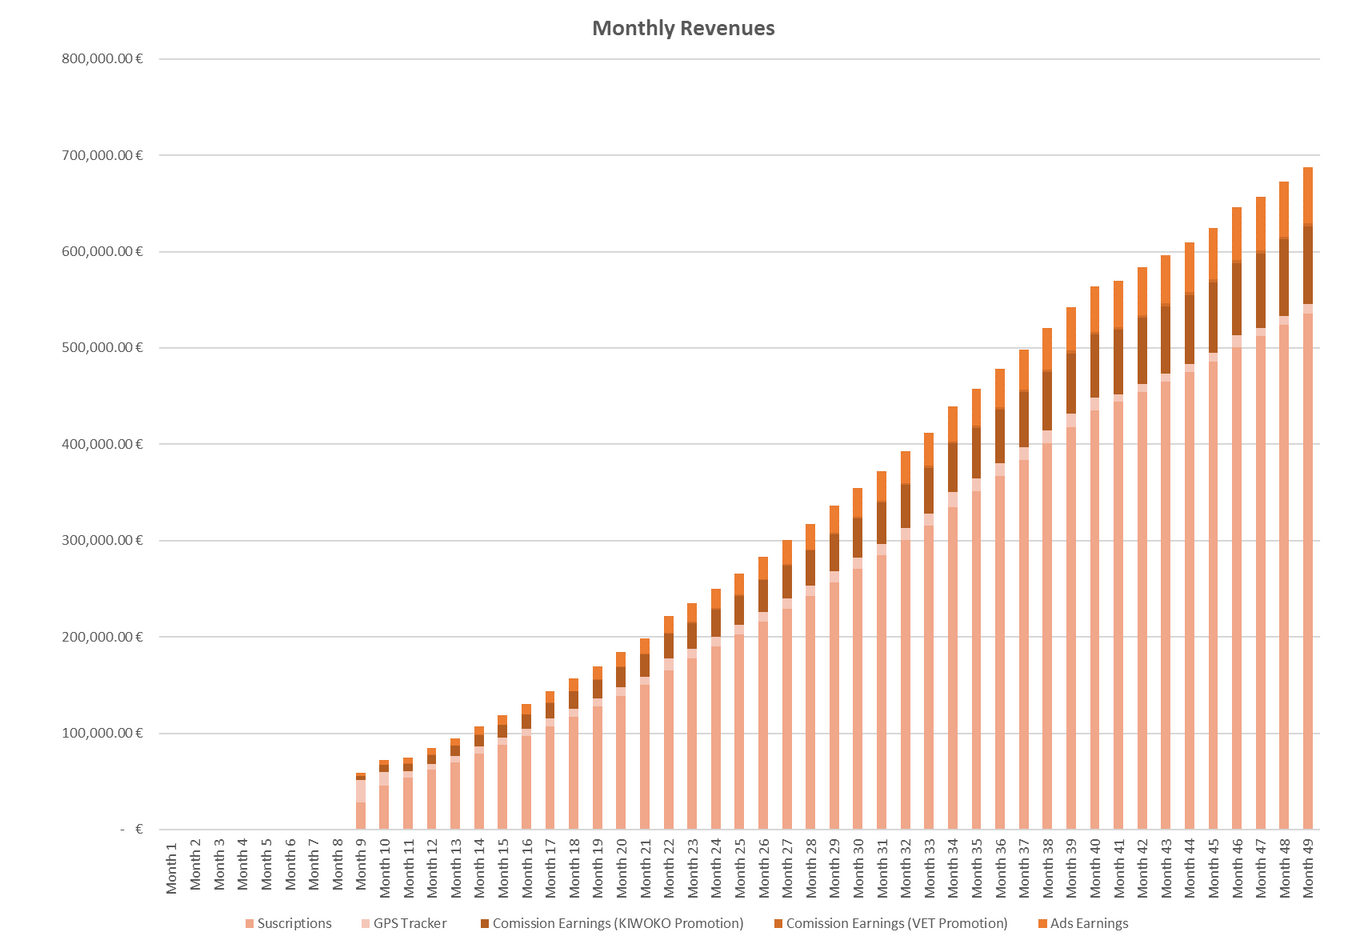 Monthly Revenues
800,000.00 €
700,000.00 €
600,000.00 €
500,000.00 €
400,000.00 €
300,000.00 €
200,000.00 €
100,000.00 €
- €
Month 1
Month 2
Month 3
Month 4
Month 5
Month 6
Month 7
Month 8
Month 9
Month 10
Month 11
Month 12
Month 13
Month 14
Month 15
Month 16
Month 17
Month 18
Month 19
Month 20
Month 21
Month 22
Month 23
Month 24
Month 25
Month 26
Month 27
Month 28
Month 29
Month 30
Month 31
Month 32
Month 33
Month 34
Month 35
Month 36
Month 37
Month 38
Month 39
Month 40
Month 41
Month 42
Month 43
Month 44
Month 45
Month 46
Month 47
Month 48
Month 49
Suscriptions GPS Tracker Comission Earnings (KIWOKO Promotion) Comission Earnings (VET Promotion) Ads Earnings